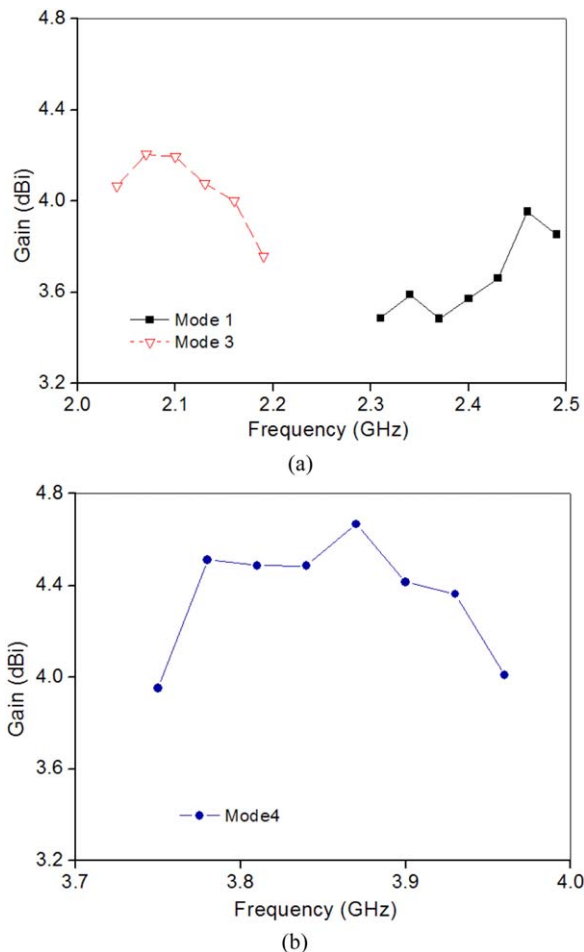 4.8
4.4
4.0
3.6
3.2
Gain (dBi)
Mode 1
Mode 3
2.0 2.1 2.2 2.3 2.4 2.5
Frequency (GHz)
(a)
4.8
4.4
4.0
3.6
3.2
Gain (dBi)
Mode4
3.7 3.8 3.9 4.0
Frequency (GHz)
(b)